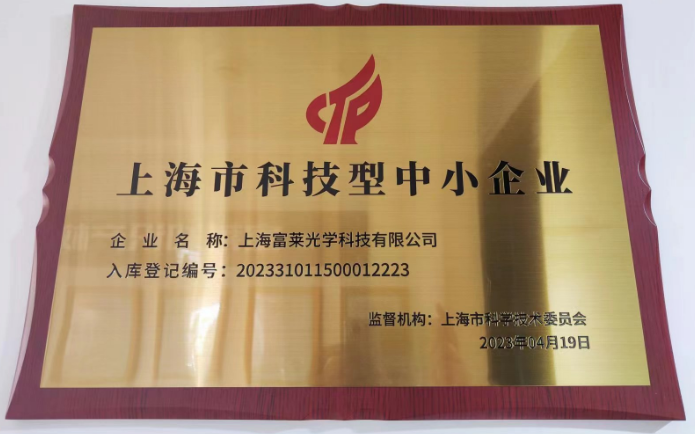 CTP
上海市科技型中小企业
企业名称：上海富莱光学科技有限公司
入库登记编号：202331011500012223
监督机构：上海市科学技术委员会
2023年04月19日